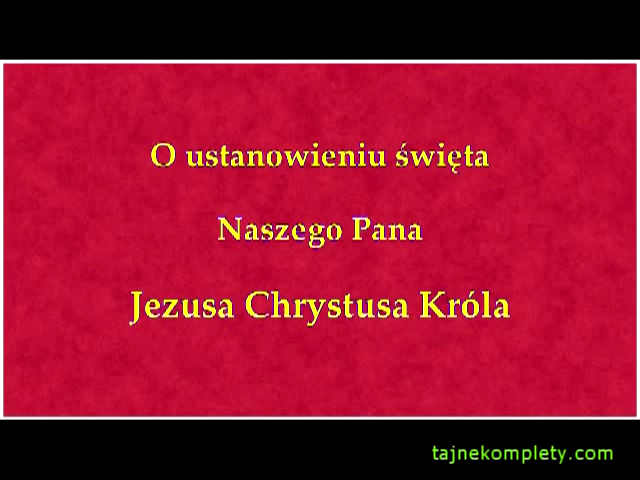 O ustanowieniu święta
Naszego Pana
Jezusa Chrystusa Króla
tajnekomplety.com